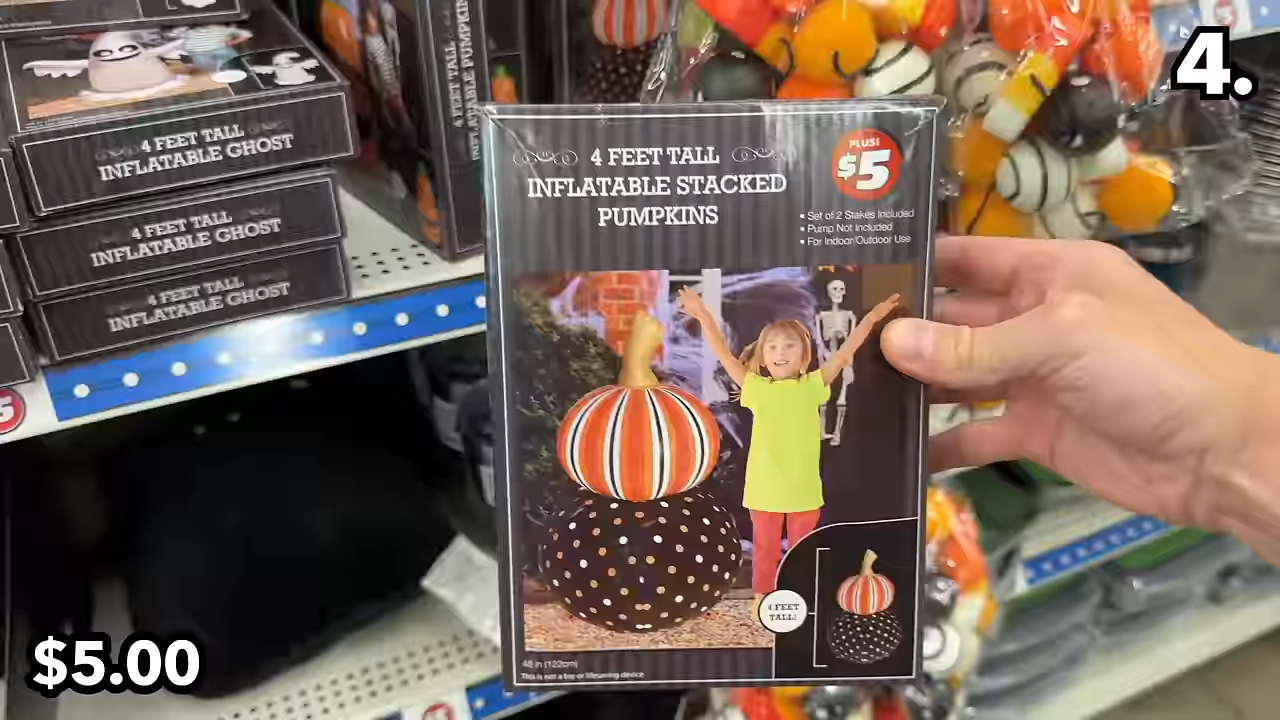 4.
4 FEET TALL
INFLATABLE PUMPKIN
4 FEET TALL
INFLATABLE GHOST
4 FEET TALL
INFLATABLE GHOST
4 FEET TALL
INFLATABLE GHOST
4 FEET TALL
INFLATABLE STACKED
PUMPKINS
PLUS!
$5
• Set of 2 Stakes Included
• Pump Not Included
• For Indoor/Outdoor Use
4 FEET
TALL!
48 in (122cm)
This is not a toy or lifesaving device
5
$5.00